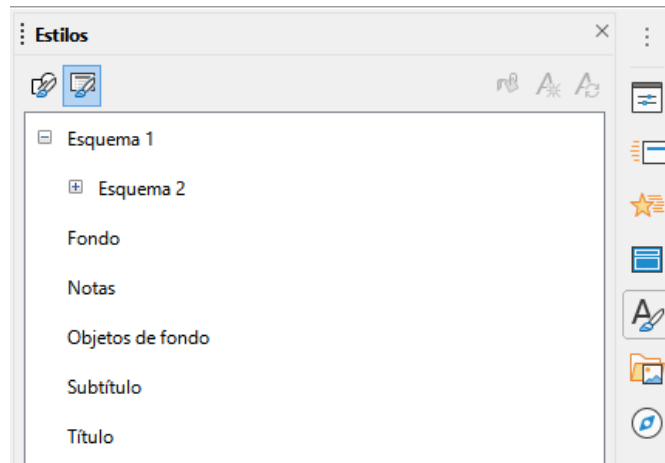 Estilos
Esquema 1
Esquema 2
Fondo
Notas
Objetos de fondo
Subtítulo
Título